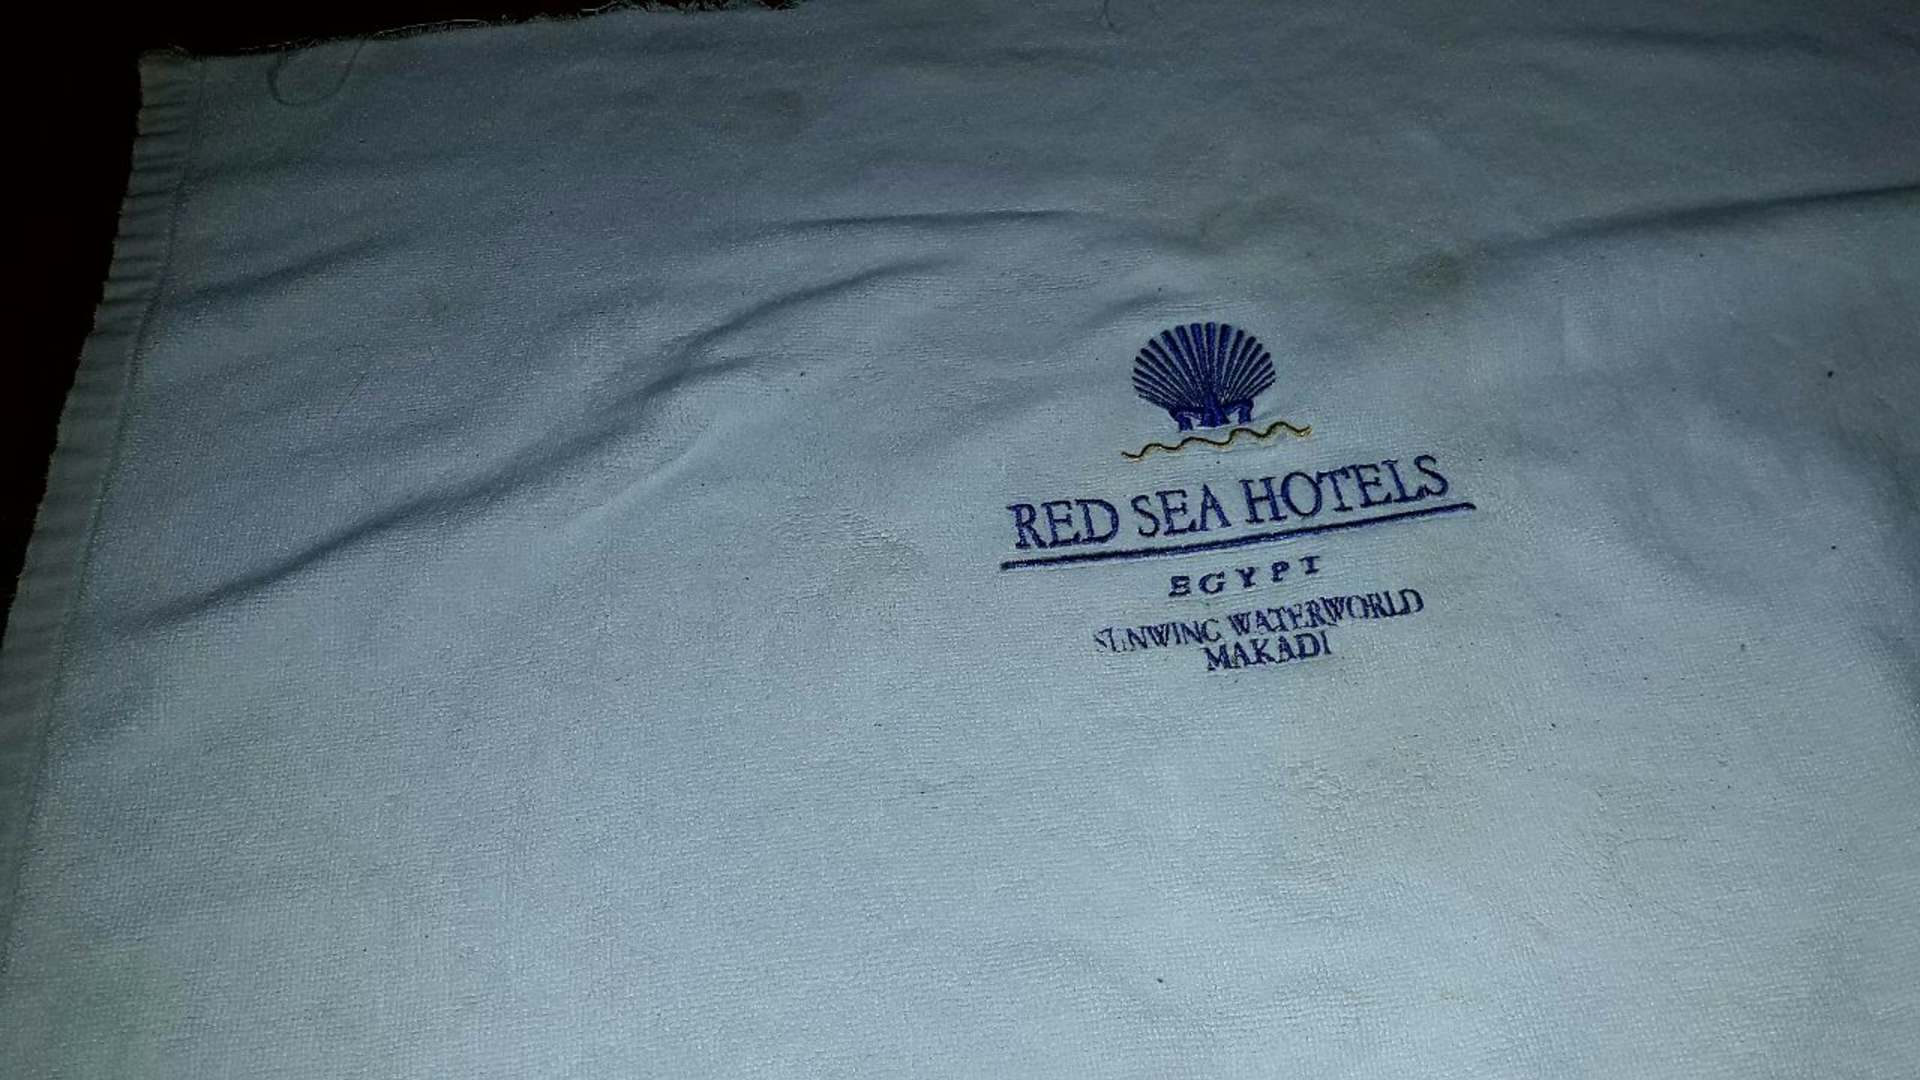 RED SEA HOTELS
EGYPT
SUNWING WATERWORLD
MAKADI